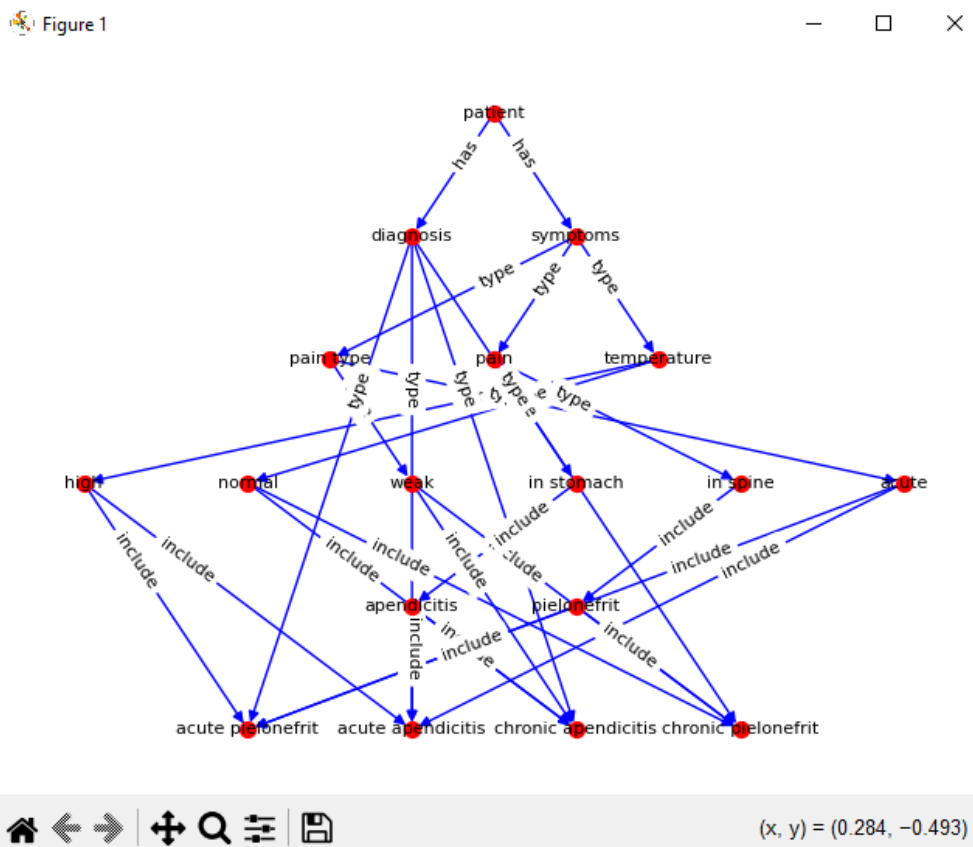 Figure 1
patient
has has
diagnosis symptoms
type type type
pain type pain temperature
type type type type type
high normal weak in stomach in spine acute
include include include include include include include include include
apendicitis pielonefrit
include include include
acute pielonefrit acute apendicitis chronic apendicitis chronic pielonefrit
(x, y) = (0.284, −0.493)